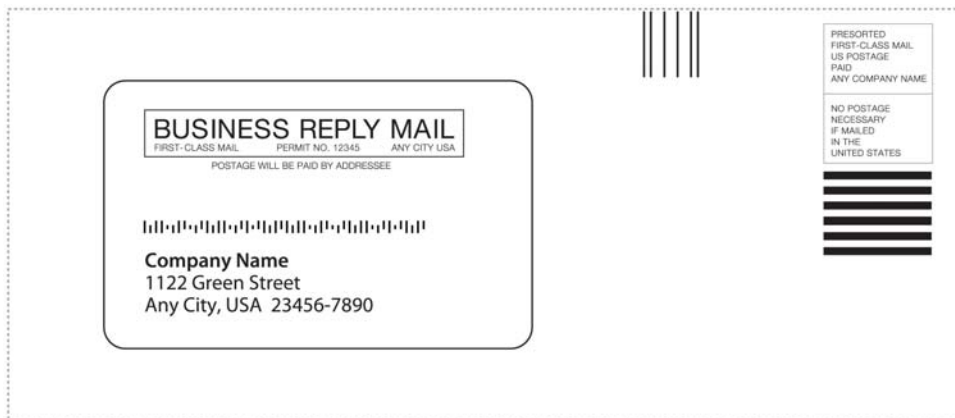 PRESORTED
FIRST-CLASS MAIL
US POSTAGE
PAID
ANY COMPANY NAME
NO POSTAGE
NECESSARY
IF MAILED
IN THE
UNITED STATES
BUSINESS REPLY MAIL
FIRST-CLASS MAIL PERMIT NO. 12345 ANY CITY USA
POSTAGE WILL BE PAID BY ADDRESSEE
Company Name
1122 Green Street
Any City, USA 23456-7890